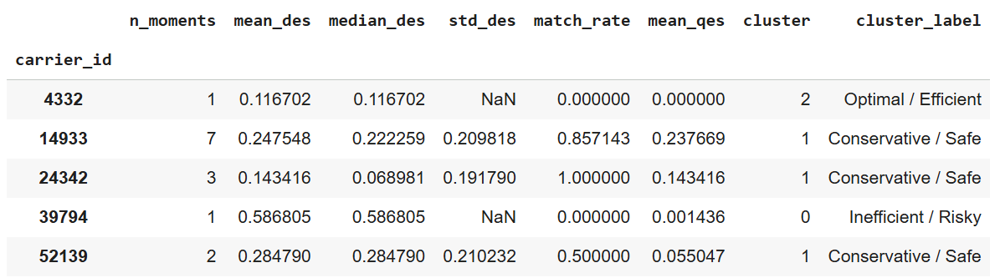 n_moments mean_des median_des std_des match_rate mean_qes cluster cluster_label
carrier_id
4332 1 0.116702 0.116702 NaN 0.000000 0.000000 2 Optimal / Efficient
14933 7 0.247548 0.222259 0.209818 0.857143 0.237669 1 Conservative / Safe
24342 3 0.143416 0.068981 0.191790 1.000000 0.143416 1 Conservative / Safe
39794 1 0.586805 0.586805 NaN 0.000000 0.001436 0 Inefficient / Risky
52139 2 0.284790 0.284790 0.210232 0.500000 0.055047 1 Conservative / Safe